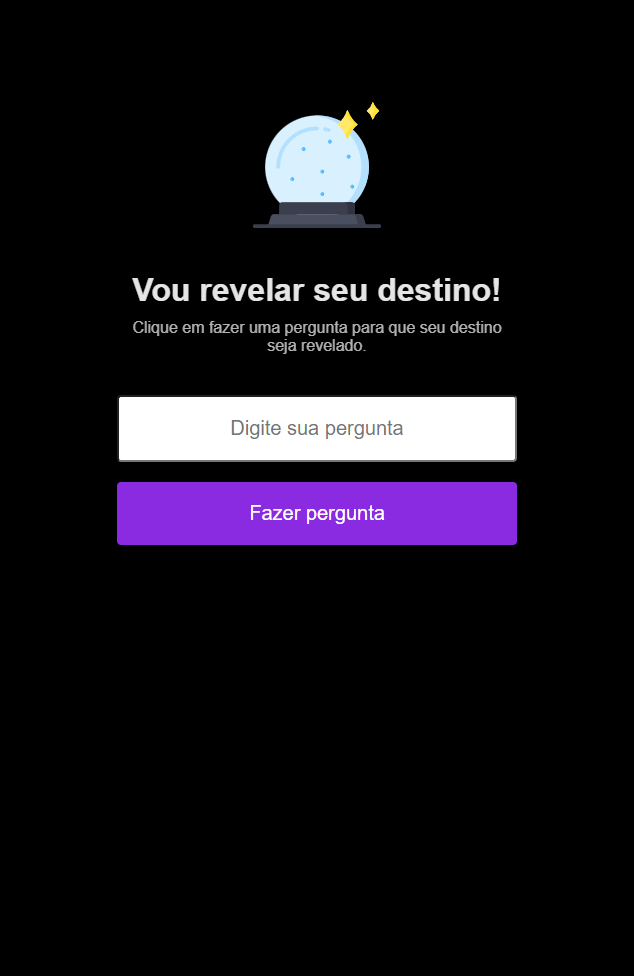 Vou revelar seu destino!
Clique em fazer uma pergunta para que seu destino
seja revelado.
Digite sua pergunta
Fazer pergunta